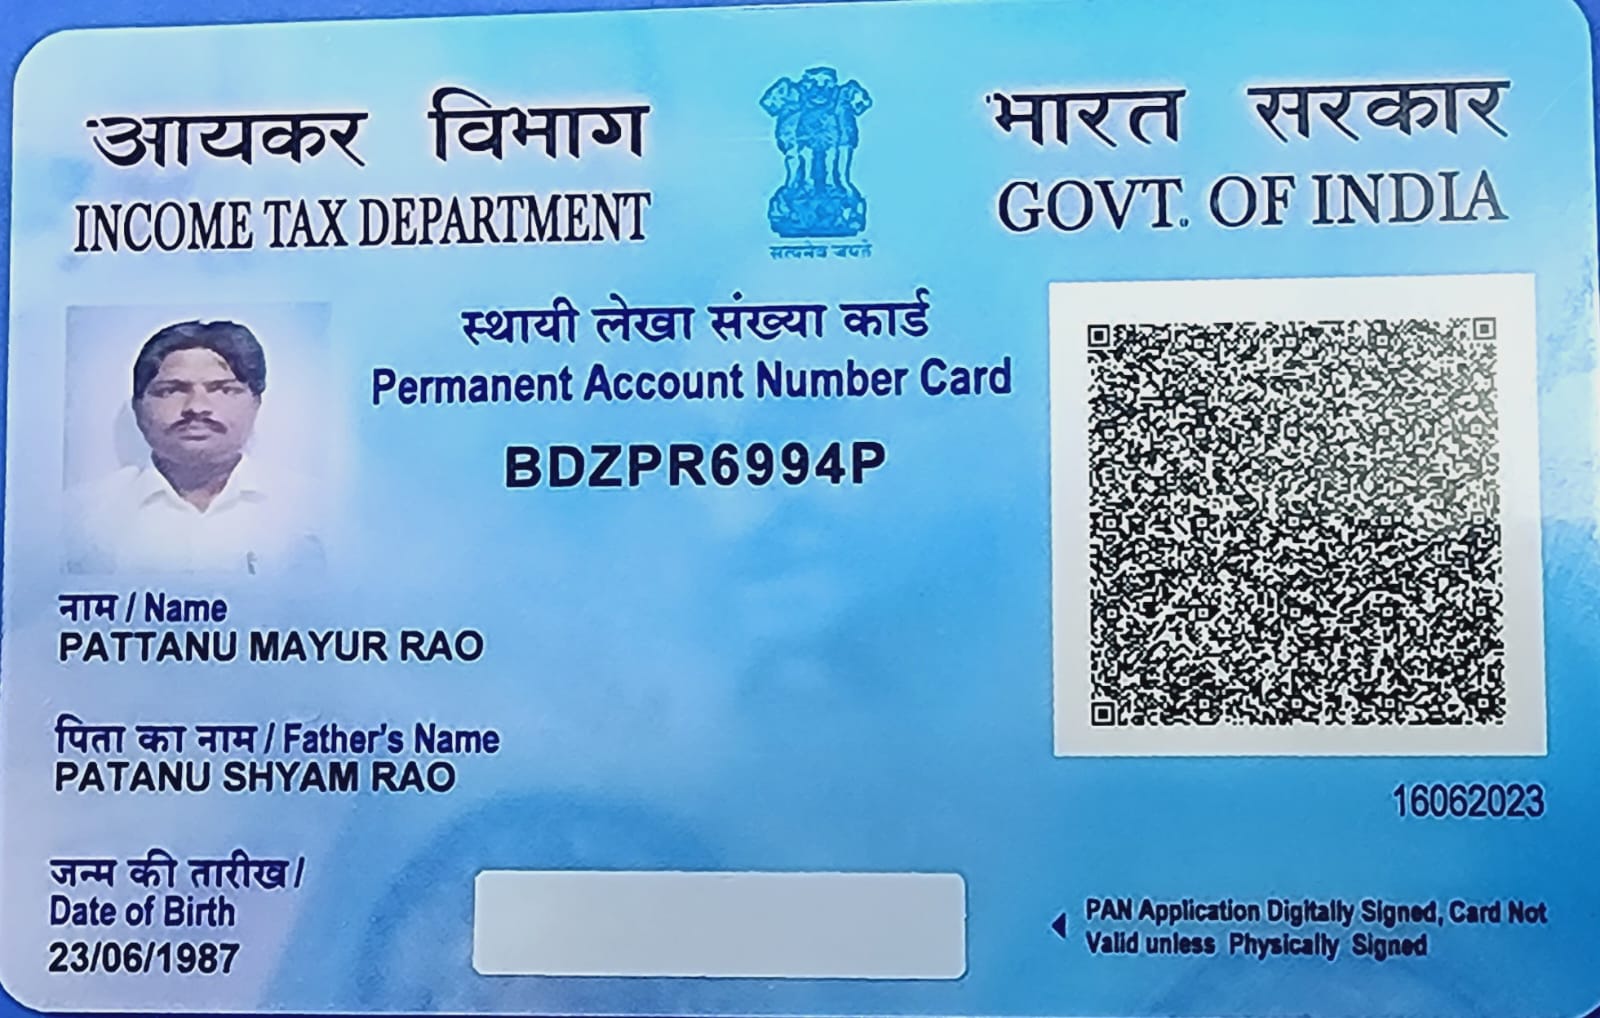 आयकर विभाग
INCOME TAX DEPARTMENT
सत्यमेव जयते
भारत सरकार
GOVT. OF INDIA
स्थायी लेखा संख्या कार्ड
Permanent Account Number Card
BDZPR6994P
नाम / Name
PATTANU MAYUR RAO
पिता का नाम / Father's Name
PATANU SHYAM RAO
जन्म की तारीख /
Date of Birth
23/06/1987
16062023
PAN Application Digitally Signed, Card Not
Valid unless Physically Signed